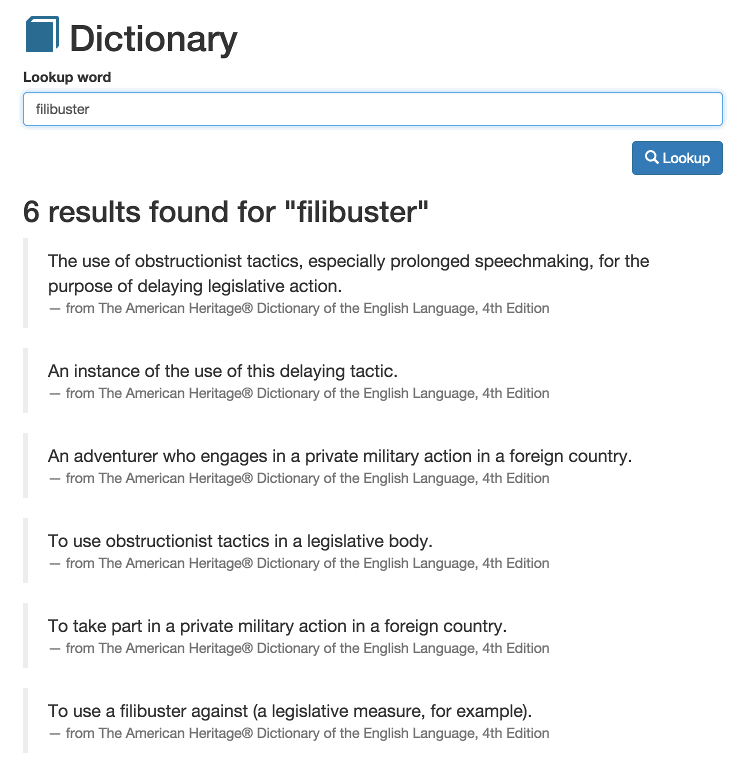 Dictionary
Lookup word
filibuster
Lookup
6 results found for "filibuster"
The use of obstructionist tactics, especially prolonged speechmaking, for the
purpose of delaying legislative action.
— from The American Heritage® Dictionary of the English Language, 4th Edition
An instance of the use of this delaying tactic.
— from The American Heritage® Dictionary of the English Language, 4th Edition
An adventurer who engages in a private military action in a foreign country.
— from The American Heritage® Dictionary of the English Language, 4th Edition
To use obstructionist tactics in a legislative body.
— from The American Heritage® Dictionary of the English Language, 4th Edition
To take part in a private military action in a foreign country.
— from The American Heritage® Dictionary of the English Language, 4th Edition
To use a filibuster against (a legislative measure, for example).
— from The American Heritage® Dictionary of the English Language, 4th Edition